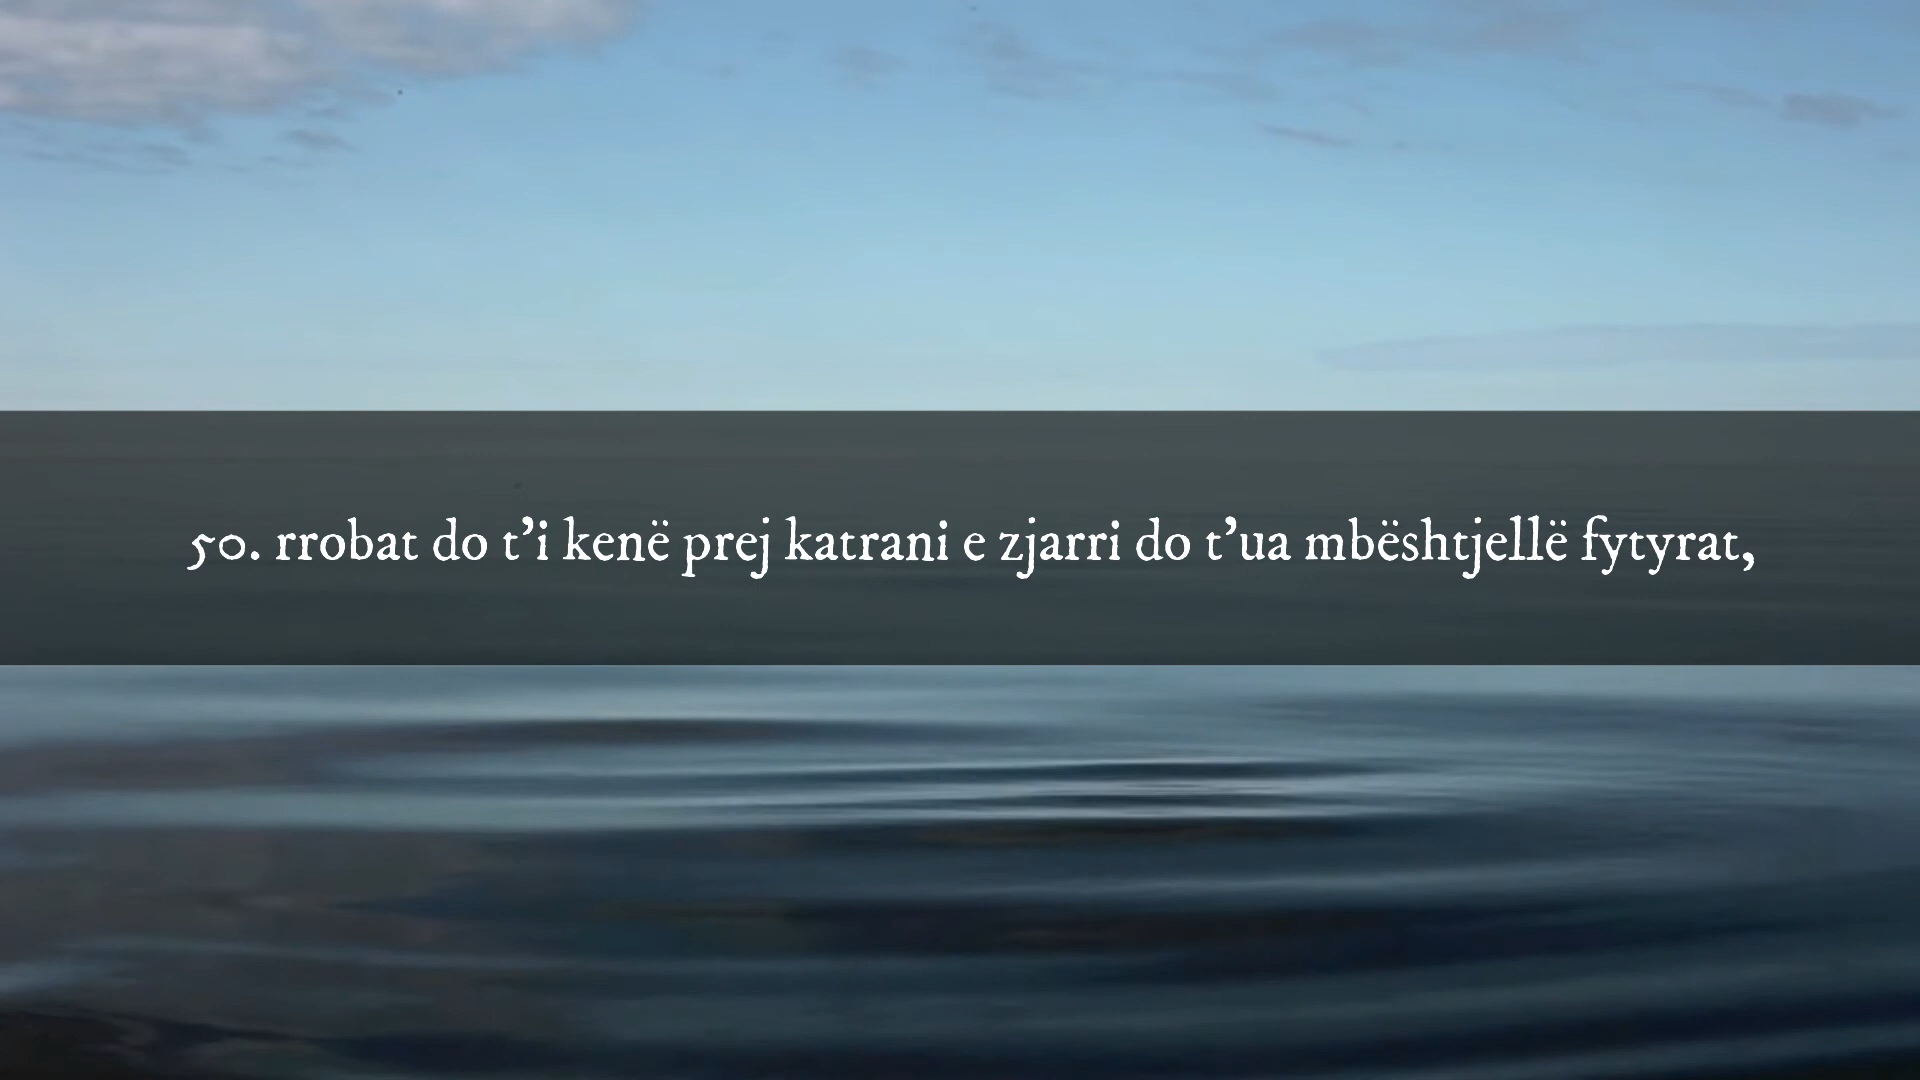 50. rrobat do t’i kenë prej katrani e zjarri do t’ua mbështjellë fytyrat,